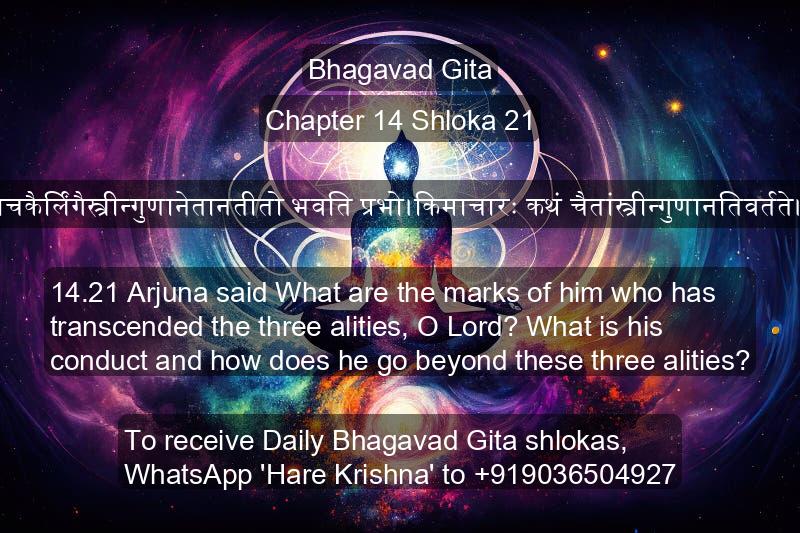 Bhagavad Gita
Chapter 14 Shloka 21
ाचकैर्लिंगैस्त्रीन्गुणानेतानतीतो भवति प्रभो।किमाचारः कथं चैतांस्त्रीन्गुणानतिवर्तते।
14.21 Arjuna said What are the marks of him who has
transcended the three alities, O Lord? What is his
conduct and how does he go beyond these three alities?
To receive Daily Bhagavad Gita shlokas,
WhatsApp 'Hare Krishna' to +919036504927